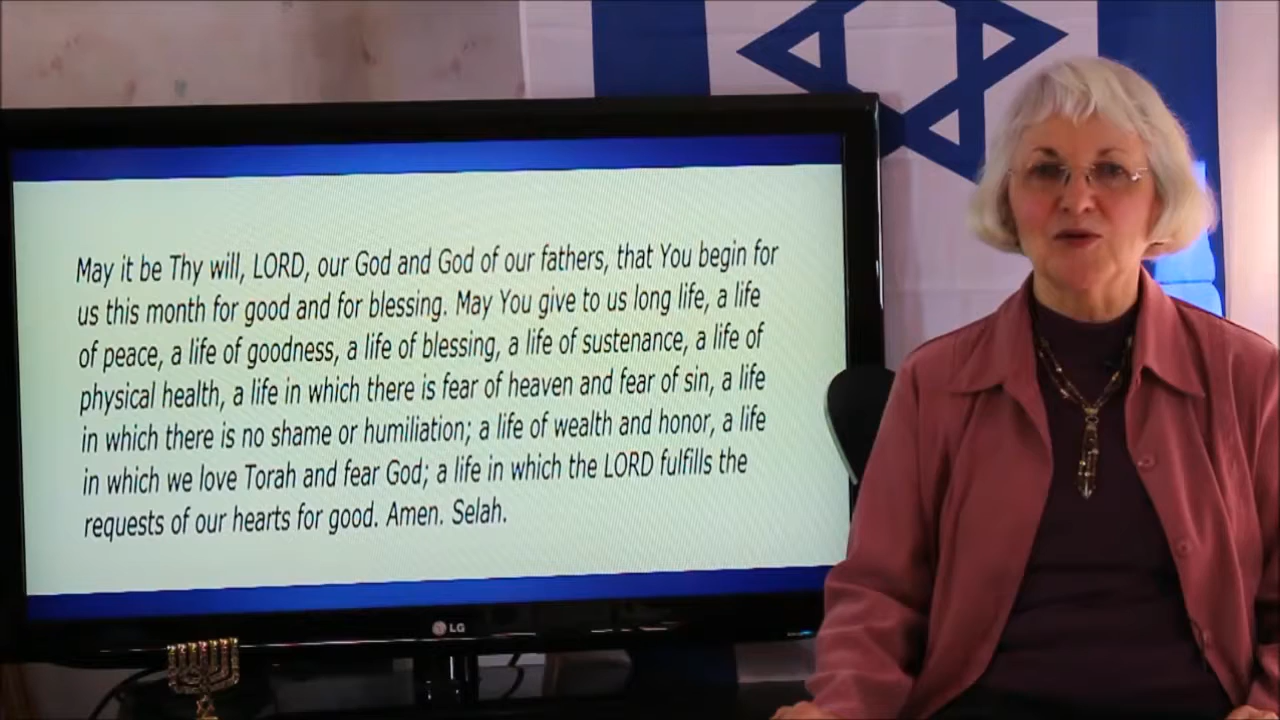 May it be Thy will, LORD, our God and God of our fathers, that You begin for
us this month for good and for blessing. May You give to us long life, a life
of peace, a life of goodness, a life of blessing, a life of sustenance, a life of
physical health, a life in which there is fear of heaven and fear of sin, a life
in which there is no shame or humiliation; a life of wealth and honor, a life
in which we love Torah and fear God; a life in which the LORD fulfills the
requests of our hearts for good. Amen. Selah.
LG